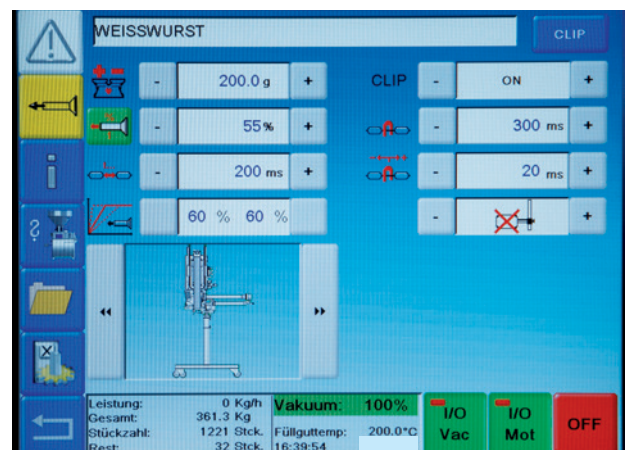 WEISSWURST CLIP
- 200.0 g + CLIP - ON +
- 55% + - 300 ms +
- 200 ms + - 20 ms +
60 % 60 % - +
i
?
Leistung: 0 Kg/h
Gesamt: 361.3 Kg
Stückzahl: 1221 Stck.
Rest: 32 Stck.
Vakuum: 100%
Füllguttemp: 200.0°C
16:39:54
I/O Vac
I/O Mot
OFF